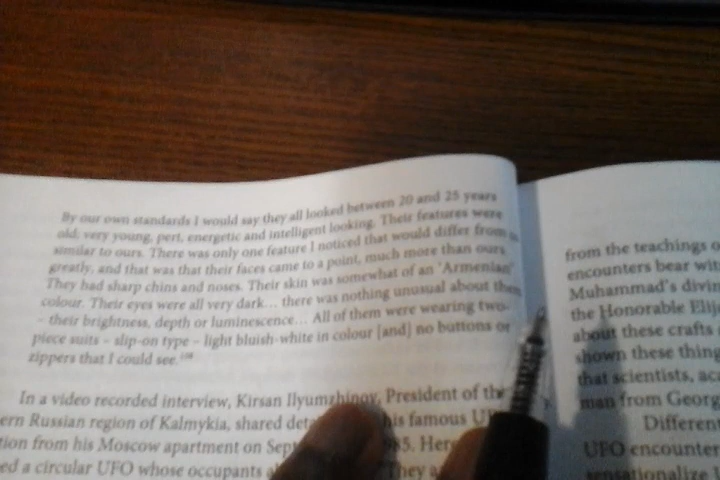 By our own standards I would say they all looked between 20 and 25 years
old, very young, pert, energetic and intelligent looking. Their features were
similar to ours. There was only one feature I noticed that would differ from us
greatly, and that was that their faces came to a point, much more than ours.
They had sharp chins and noses. Their skin was somewhat of an 'Armenian'
colour. Their eyes were all very dark... there was nothing unusual about them
– their brightness, depth or luminescence... All of them were wearing two-
piece suits – slip-on type – light bluish-white in colour [and] no buttons or
zippers that I could see.
In a video recorded interview, Kirsan Ilyumzhinov, President of the
ern Russian region of Kalmykia, shared his famous
tion from his Moscow apartment on 985. Her
ed a circular UFO whose occupants They
from the teachings o
encounters bear wit
Muhammad's divin
the Honorable Elij
about these crafts
shown these thing
that scientists, aca
man from Georg
Different
UFO encounter
sensationalize